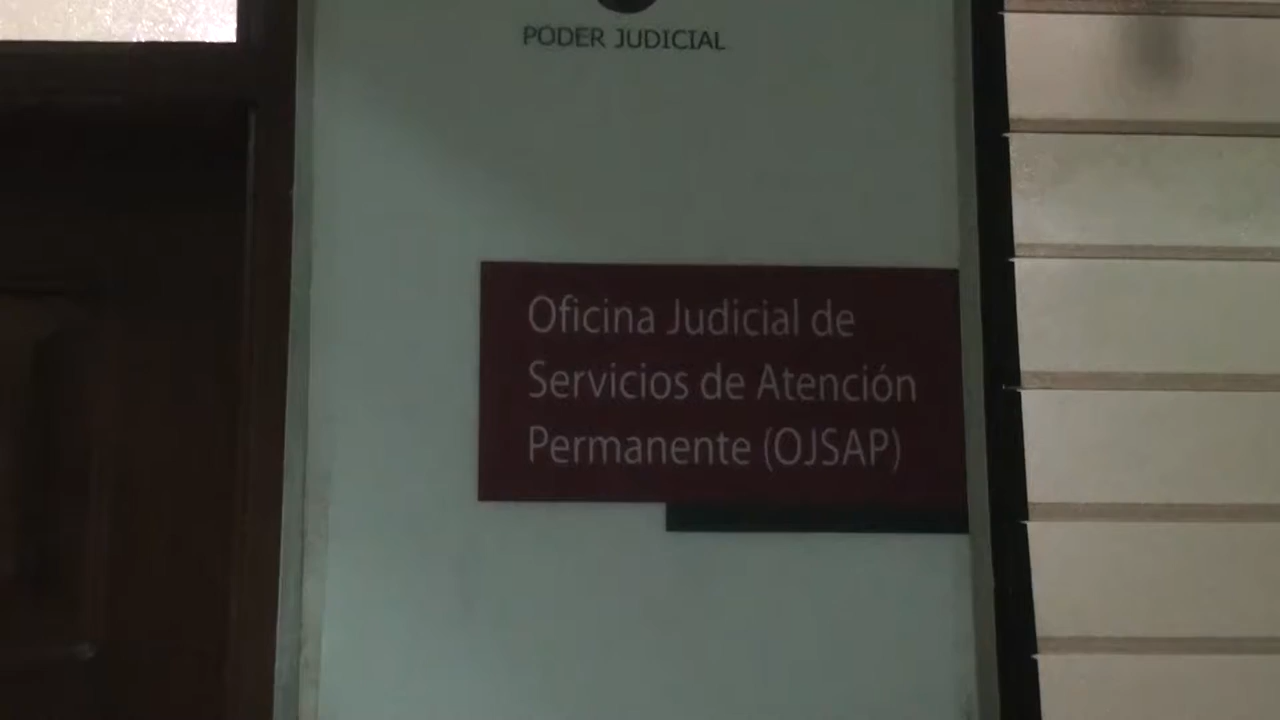 PODER JUDICIAL
Oficina Judicial de
Servicios de Atención
Permanente (OJSAP)